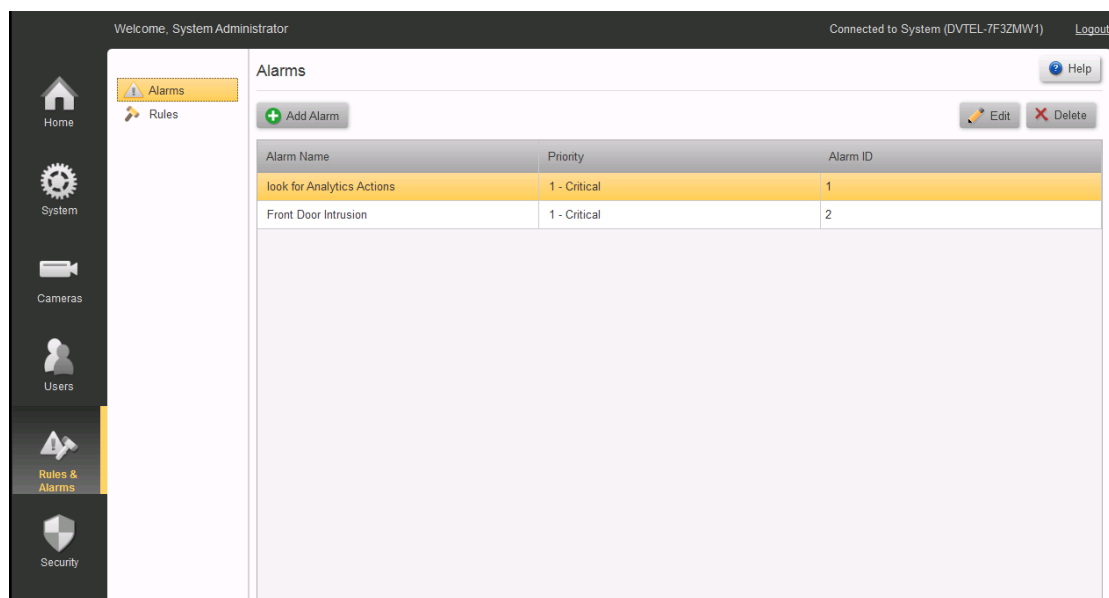 Welcome, System Administrator
Connected to System (DVTEL-7F3ZMW1)
Logout
Home
System
Cameras
Users
Rules &
Alarms
Security
Alarms
Rules
Alarms
Help
Add Alarm
Edit
Delete
Alarm Name Priority Alarm ID
look for Analytics Actions 1 - Critical 1
Front Door Intrusion 1 - Critical 2